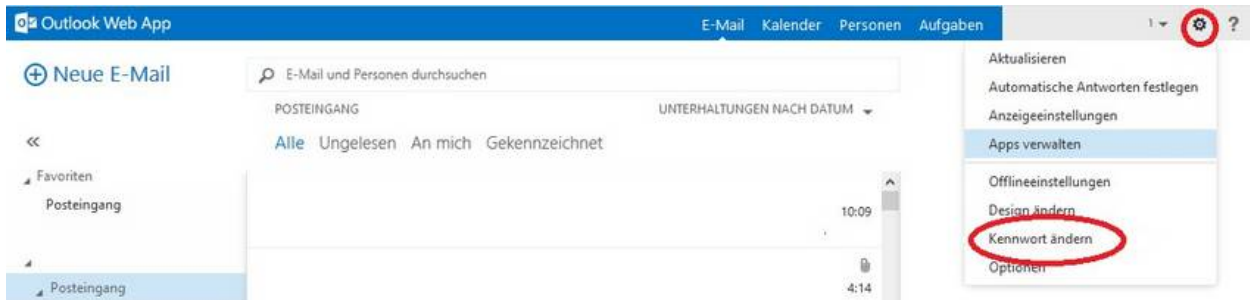 Outlook Web App
E-Mail Kalender Personen Aufgaben
1
?
Neue E-Mail
E-Mail und Personen durchsuchen
POSTEINGANG
UNTERHALTUNGEN NACH DATUM
Alle Ungelesen An mich Gekennzeichnet
Favoriten
Posteingang
10:09
4:14
Posteingang
Aktualisieren
Automatische Antworten festlegen
Anzeigeeinstellungen
Apps verwalten
Offlineeinstellungen
Design ändern
Kennwort ändern
Optionen